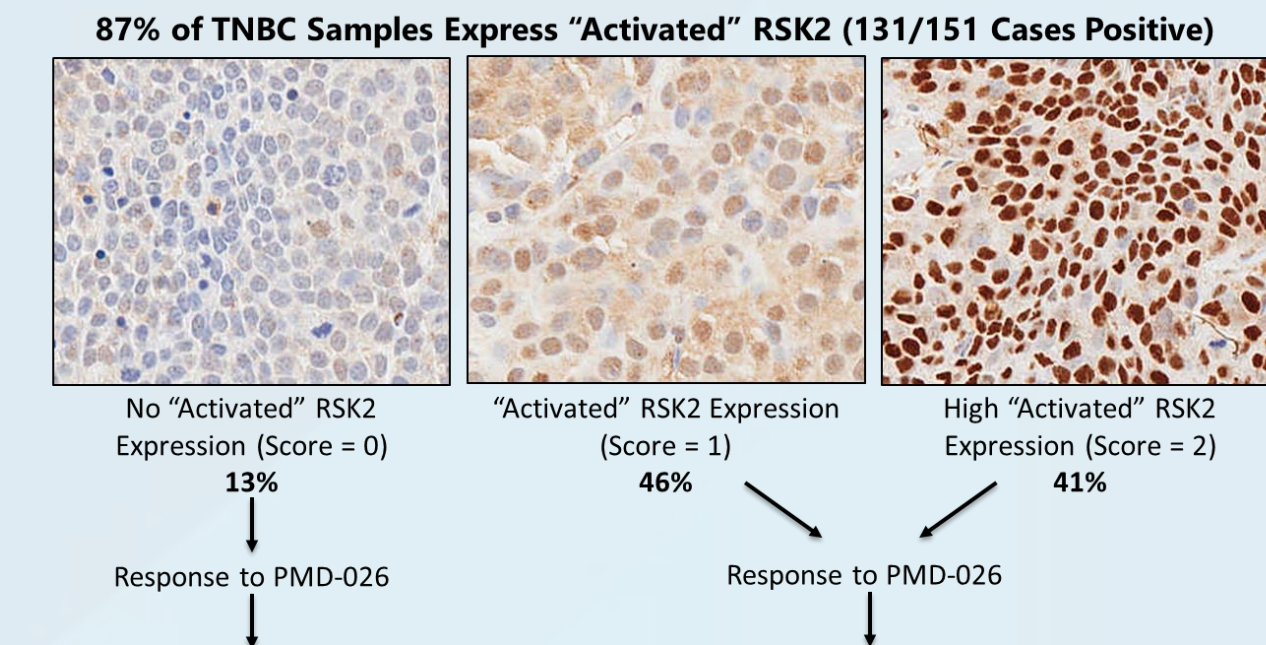 87% of TNBC Samples Express “Activated” RSK2 (131/151 Cases Positive)
No “Activated” RSK2
Expression (Score = 0)
13%
“Activated” RSK2 Expression
(Score = 1)
46%
High “Activated” RSK2
Expression (Score = 2)
41%
Response to PMD-026
Response to PMD-026